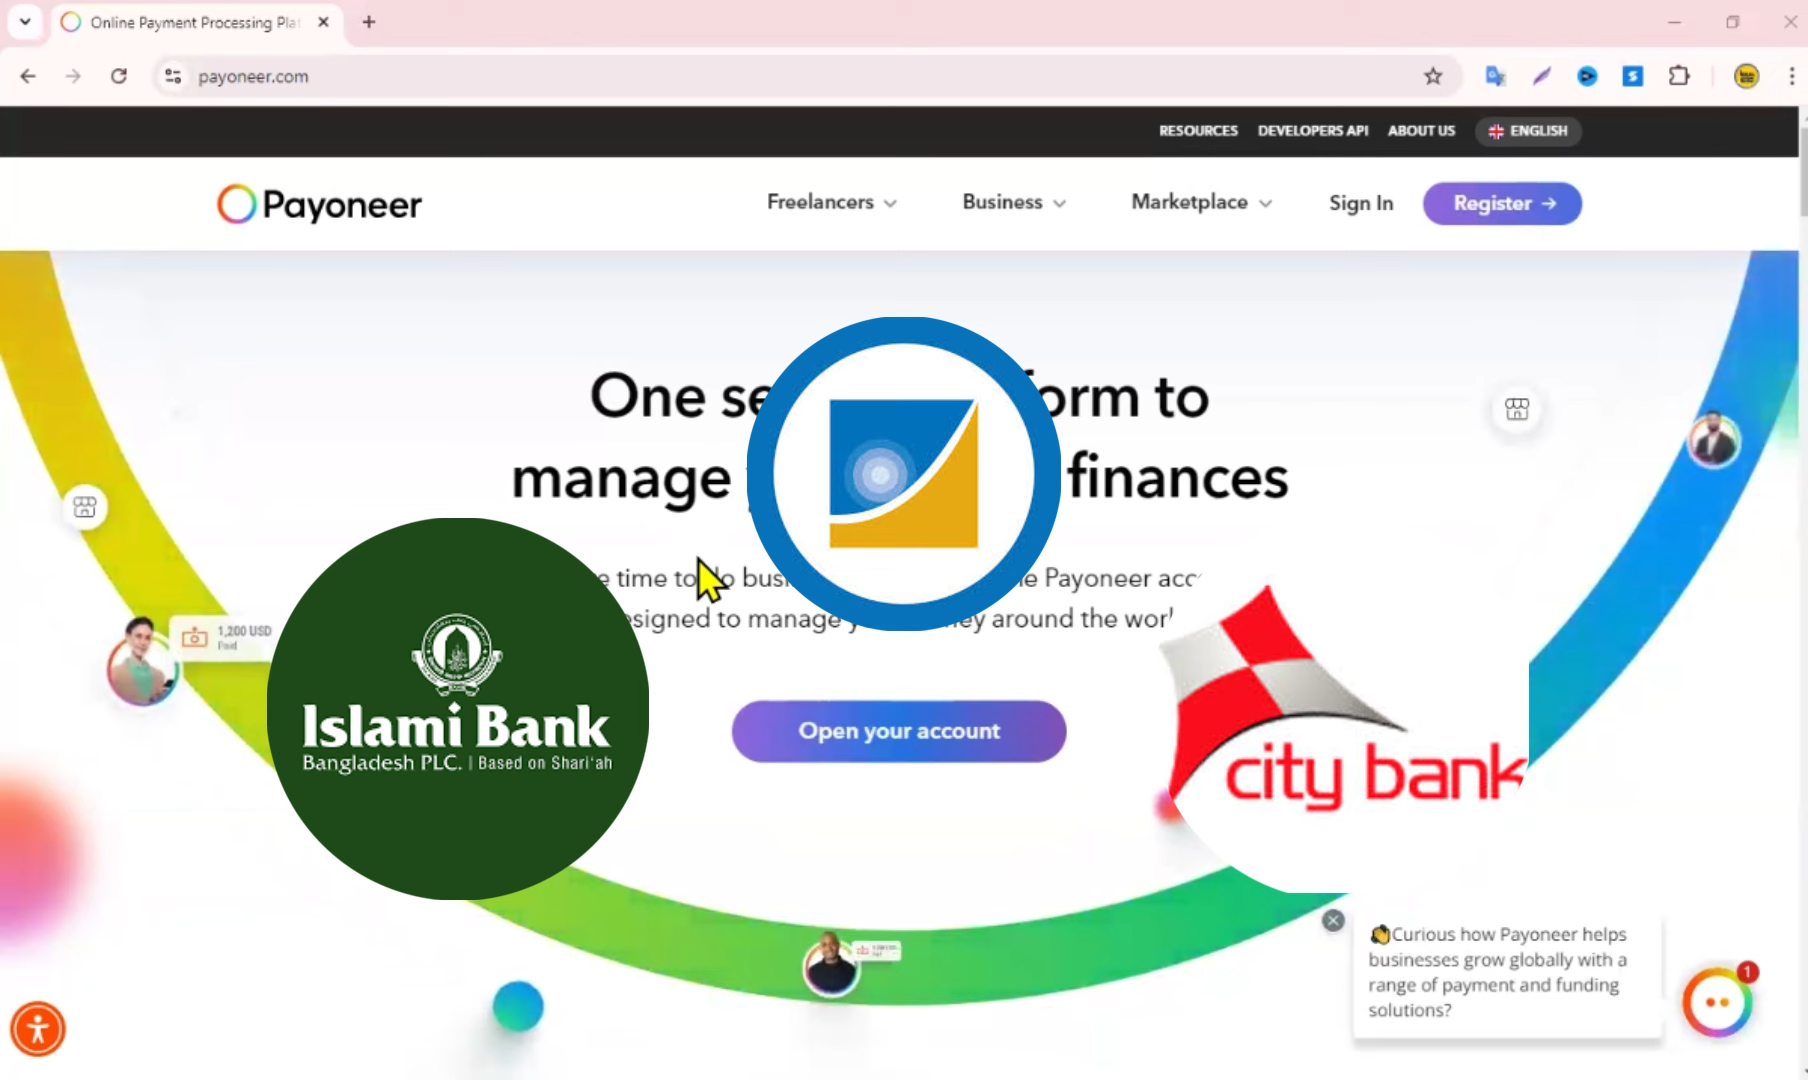 Online Payment Processing Pla
payoneer.com
RESOURCES DEVELOPERS API ABOUT US ENGLISH
Payoneer Freelancers Business Marketplace Sign In Register →
One se orm to
manage finances
e time to do busi e Payoneer acc
signed to manage y ey around the wor
1,200 USD
Paid
Islami Bank
Bangladesh PLC. | Based on Shari'ah
Open your account
city bank
Curious how Payoneer helps
businesses grow globally with a
range of payment and funding
solutions?
1